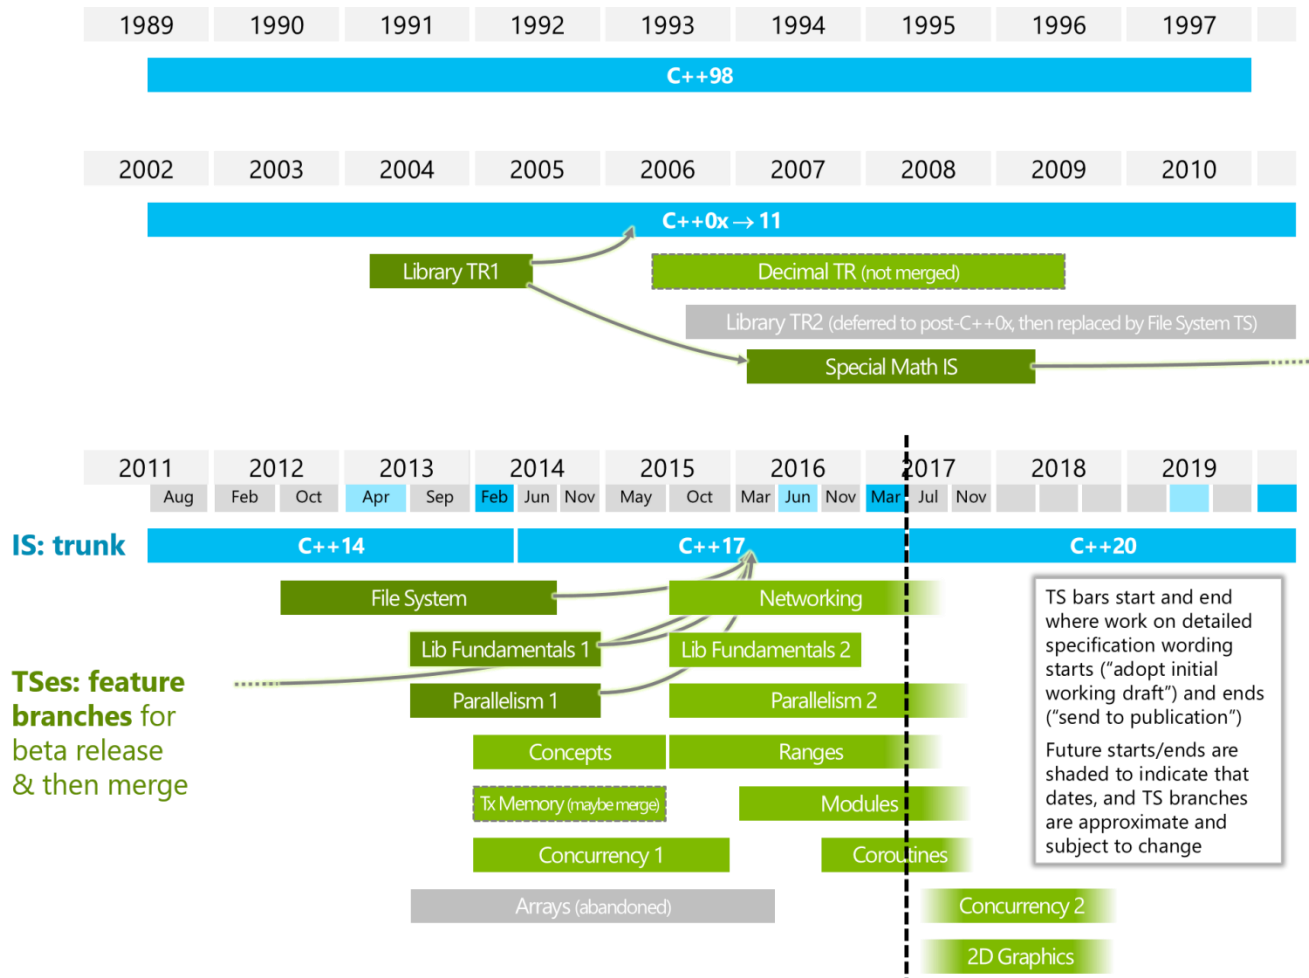 1989 1990 1991 1992 1993 1994 1995 1996 1997
C++98
2002 2003 2004 2005 2006 2007 2008 2009 2010
C++0x → 11
Library TR1
Decimal TR (not merged)
Library TR2 (deferred to post-C++0x, then replaced by File System TS)
Special Math IS
2011 2012 2013 2014 2015 2016 2017 2018 2019
Aug Feb Oct Apr Sep Feb Jun Nov May Oct Mar Jun Nov Mar Jul Nov
IS: trunk
C++14 C++17 C++20
File System
Networking
Lib Fundamentals 1
Lib Fundamentals 2
Parallelism 1
Parallelism 2
Concepts
Ranges
Tx Memory (maybe merge)
Modules
Concurrency 1
Coroutines
Arrays (abandoned)
Concurrency 2
2D Graphics
TSes: feature
branches for
beta release
& then merge
TS bars start and end
where work on detailed
specification wording
starts (“adopt initial
working draft”) and ends
(“send to publication”)
Future starts/ends are
shaded to indicate that
dates, and TS branches
are approximate and
subject to change